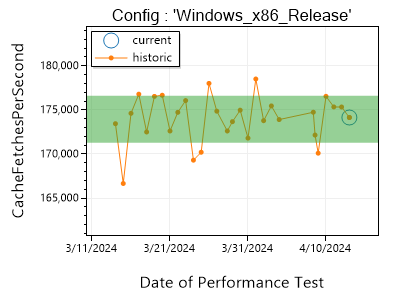 Config : 'Windows_x86_Release'
current
historic
CacheFetchesPerSecond
180,000
175,000
170,000
165,000
3/11/2024
3/21/2024
3/31/2024
4/10/2024
Date of Performance Test